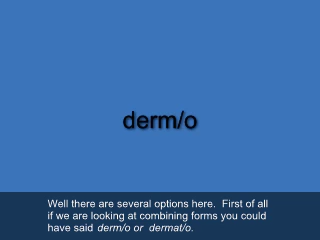 derm/o
Well there are several options here.  First of all
if we are looking at combining forms you could
have said derm/o or  dermat/o.